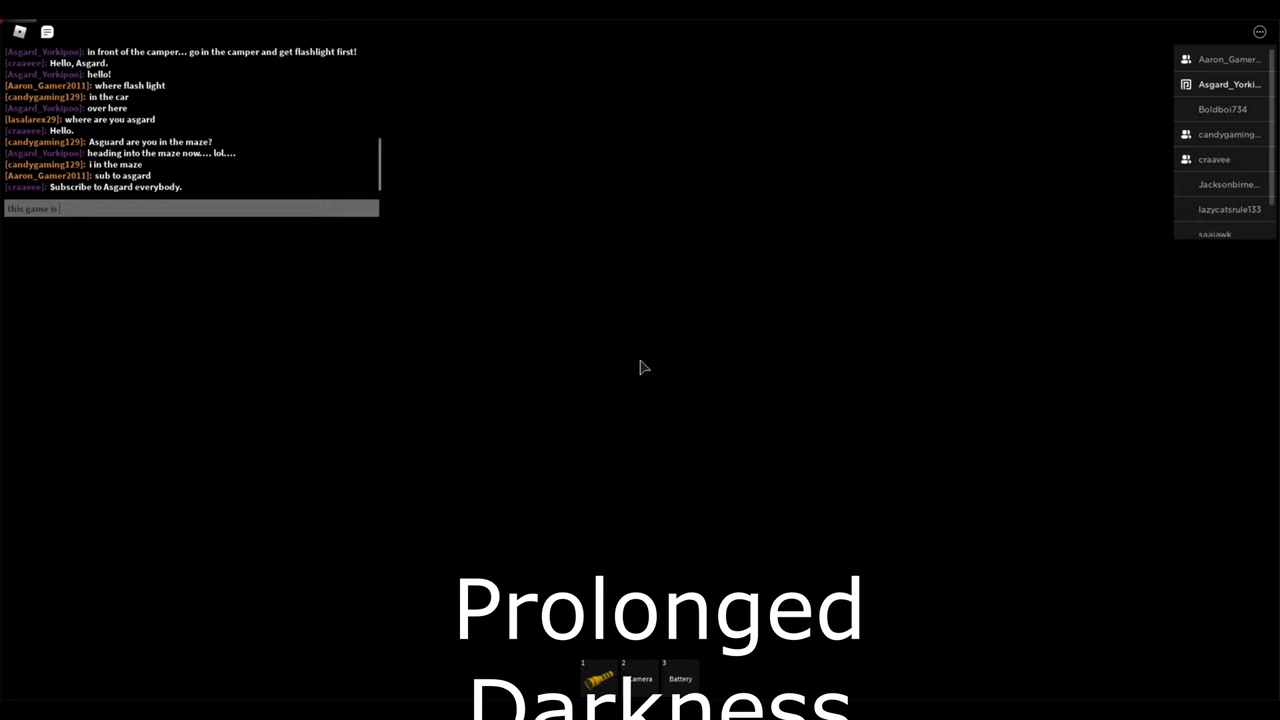 [Asgard_Yorkipoo]: in front of the camper... go in the camper and get flashlight first!
[craavee]: Hello, Asgard.
[Asgard_Yorkipoo]: hello!
[Aaron_Gamer2011]: where flash light
[candygaming129]: in the car
[Asgard_Yorkipoo]: over here
[lasalarex29]: where are you asgard
[craavee]: Hello.
[candygaming129]: Asguard are you in the maze?
[Asgard_Yorkipoo]: heading into the maze now.... lol....
[candygaming129]: i in the maze
[Aaron_Gamer2011]: sub to asgard
[craavee]: Subscribe to Asgard everybody.
this game is
Aaron_Gamer...
Asgard_Yorki...
Boldboi734
candygaming...
craavee
Jacksonbirne...
lazycatsrule133
saajawk
Prolonged
Darkness
1 2 3
Camera Battery